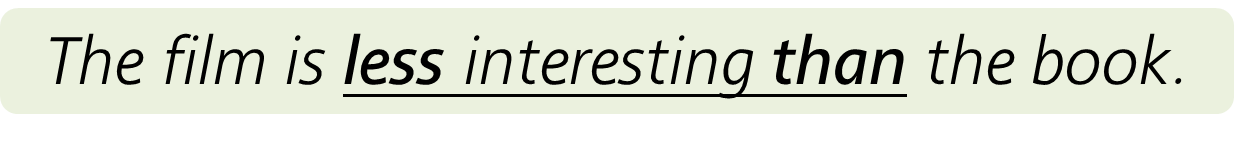 The film is less interesting than the book.